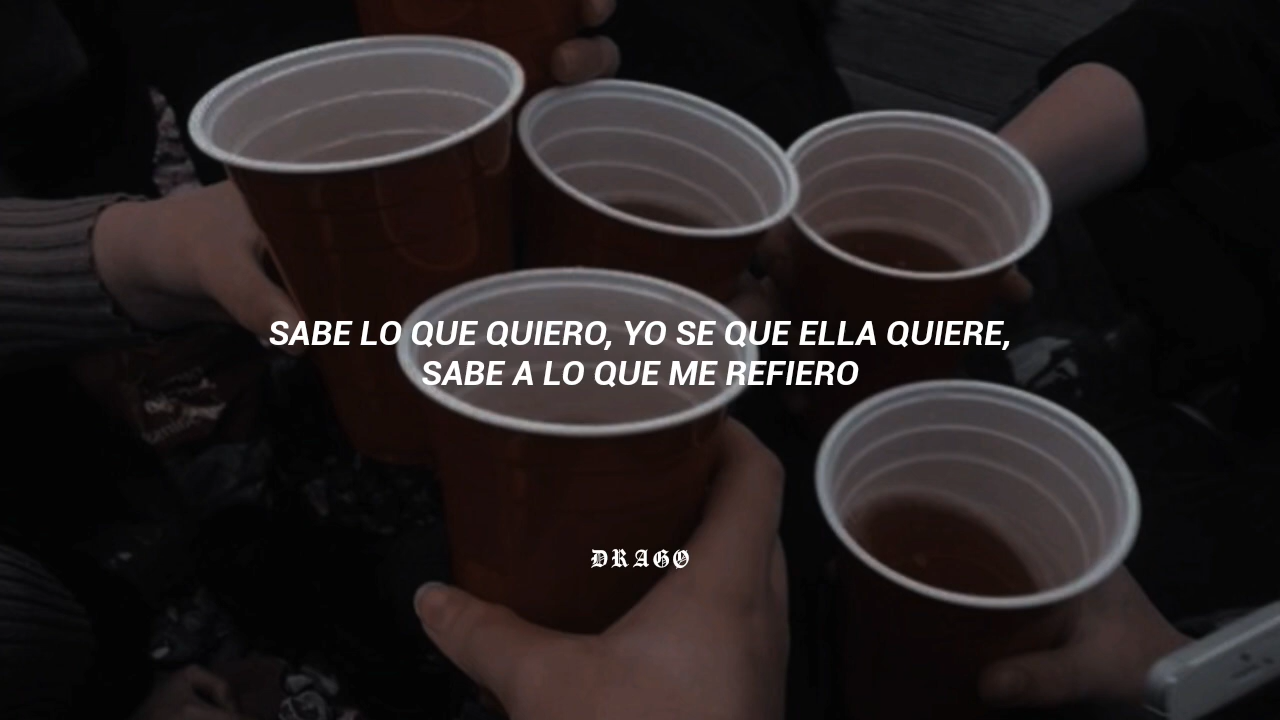 SABE LO QUE QUIERO, YO SE QUE ELLA QUIERE,
SABE A LO QUE ME REFIERO
DRAGO